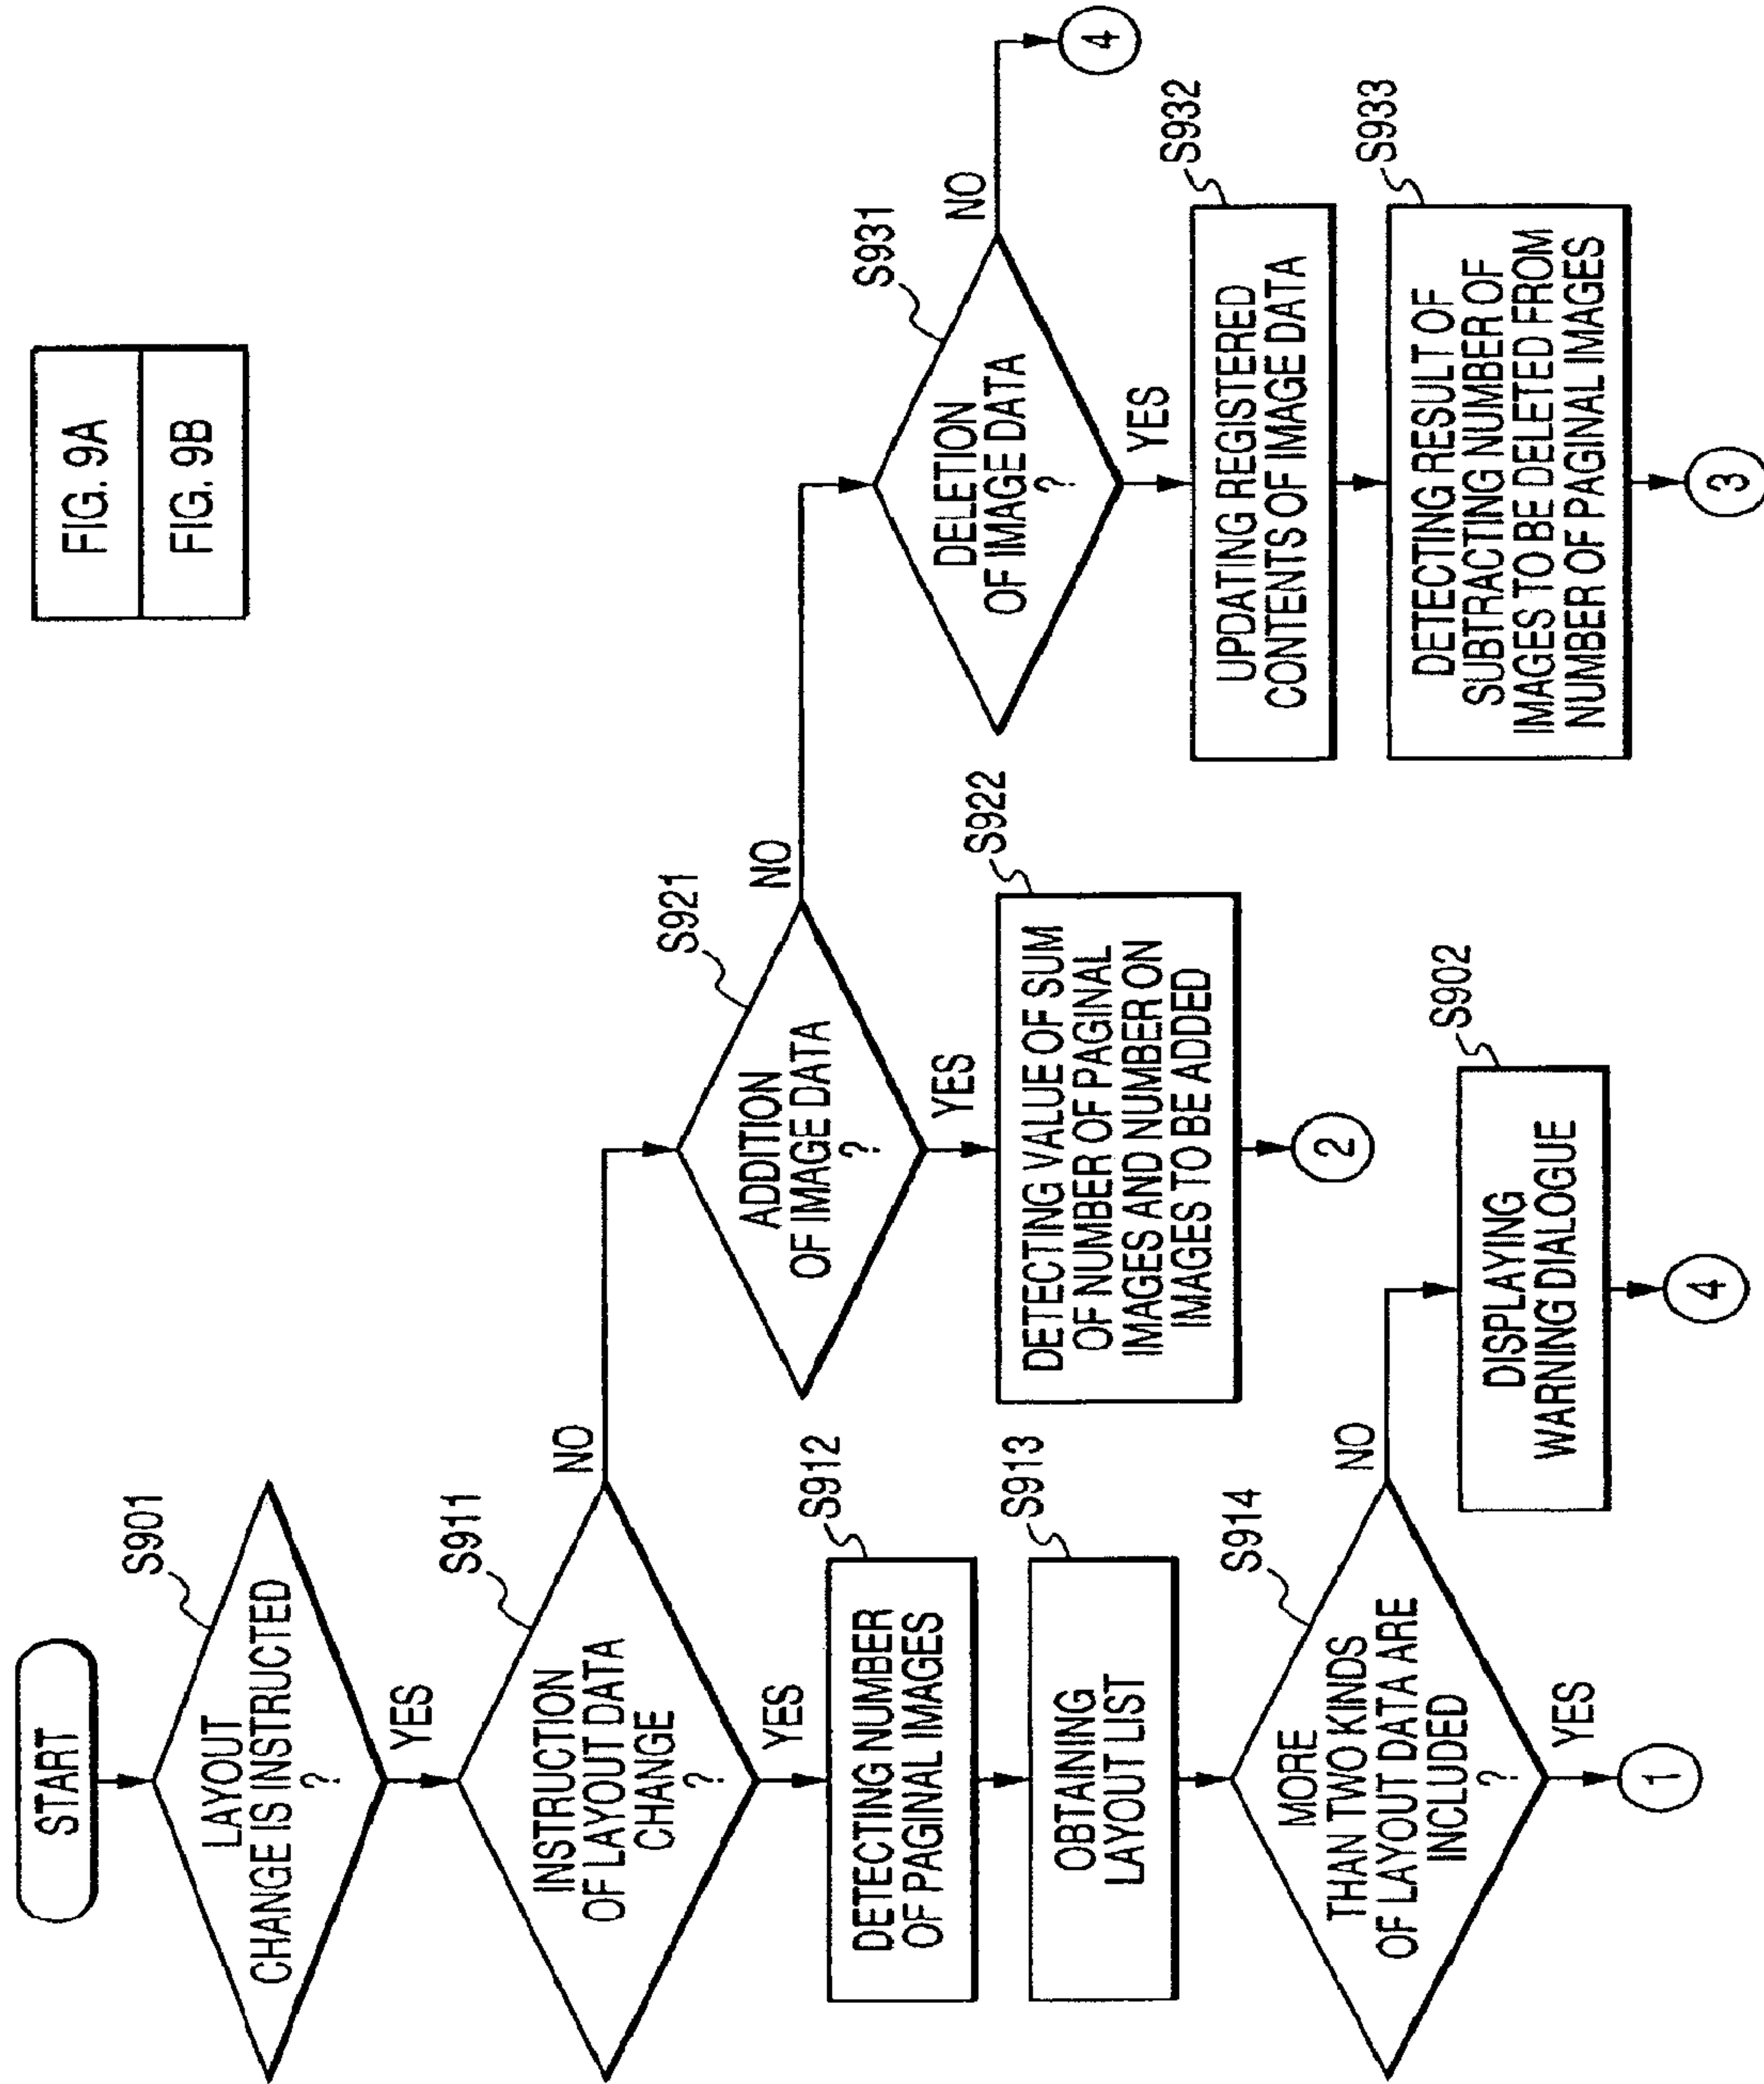 FIG. 9A
FIG. 9B
START
S901
LAYOUT
CHANGE IS INSTRUCTED
?
YES
S911
INSTRUCTION
OF LAYOUT DATA
CHANGE
?
NO
YES
S912
DETECTING NUMBER
OF PAGINAL IMAGES
S913
OBTAINING
LAYOUT LIST
S914
MORE
THAN TWO KINDS
OF LAYOUT DATA ARE
INCLUDED
?
NO
YES
1
S902
DISPLAYING
WARNING DIALOGUE
4
S921
ADDITION
OF IMAGE DATA
?
NO
YES
S922
DETECTING VALUE OF SUM
OF NUMBER OF PAGINAL
IMAGES AND NUMBER ON
IMAGES TO BE ADDED
2
S931
DELETION
OF IMAGE DATA
?
NO
4
YES
S932
UPDATING REGISTERED
CONTENTS OF IMAGE DATA
S933
DETECTING RESULT OF
SUBTRACTING NUMBER OF
IMAGES TO BE DELETED FROM
NUMBER OF PAGINAL IMAGES
3